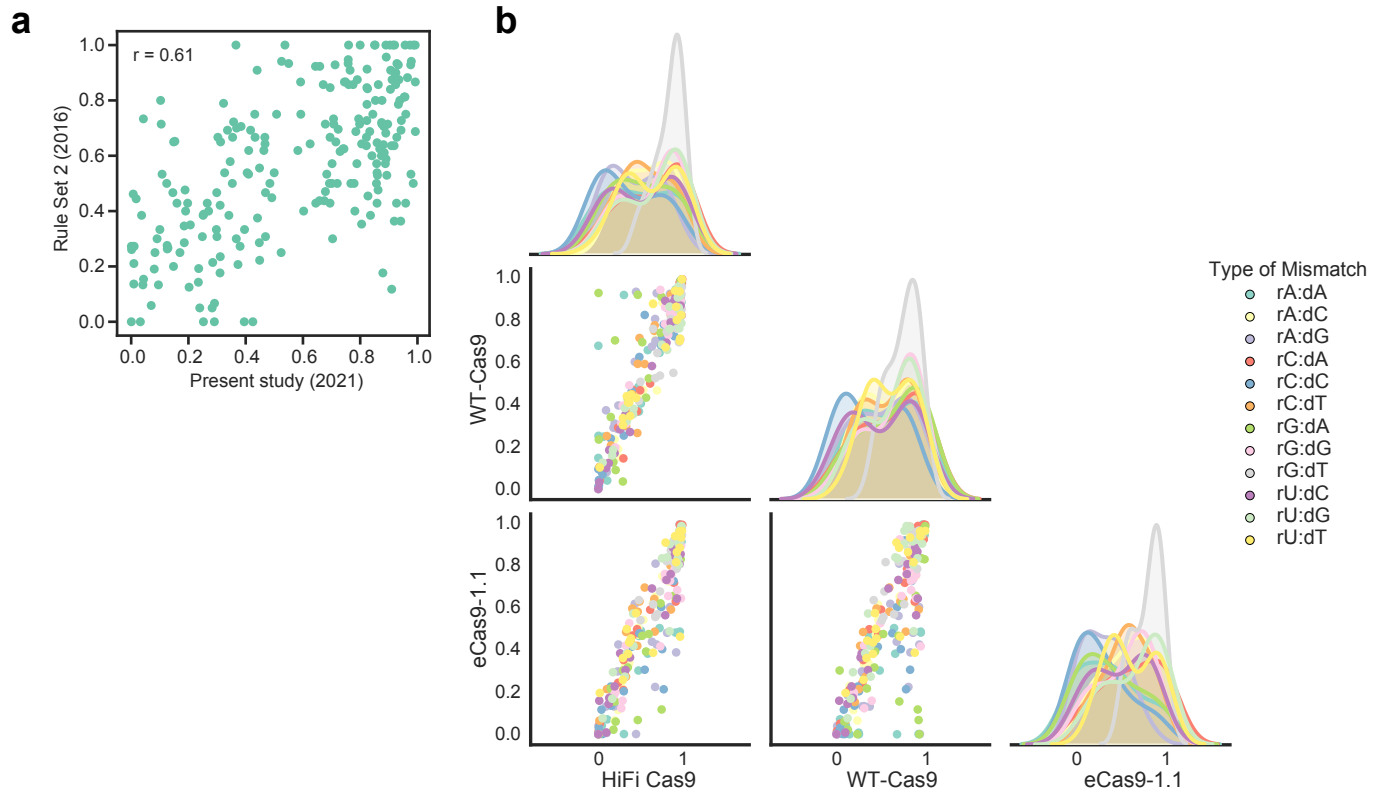 a
r = 0.61
Rule Set 2 (2016)
1.0
0.8
0.6
0.4
0.2
0.0
0.0 0.2 0.4 0.6 0.8 1.0
Present study (2021)
b
WT-Cas9
1.0
0.8
0.6
0.4
0.2
0.0
eCas9-1.1
1.0
0.8
0.6
0.4
0.2
0.0
0 1
HiFi Cas9
0 1
WT-Cas9
0 1
eCas9-1.1
Type of Mismatch
rA:dA
rA:dC
rA:dG
rC:dA
rC:dC
rC:dT
rG:dA
rG:dG
rG:dT
rU:dC
rU:dG
rU:dT